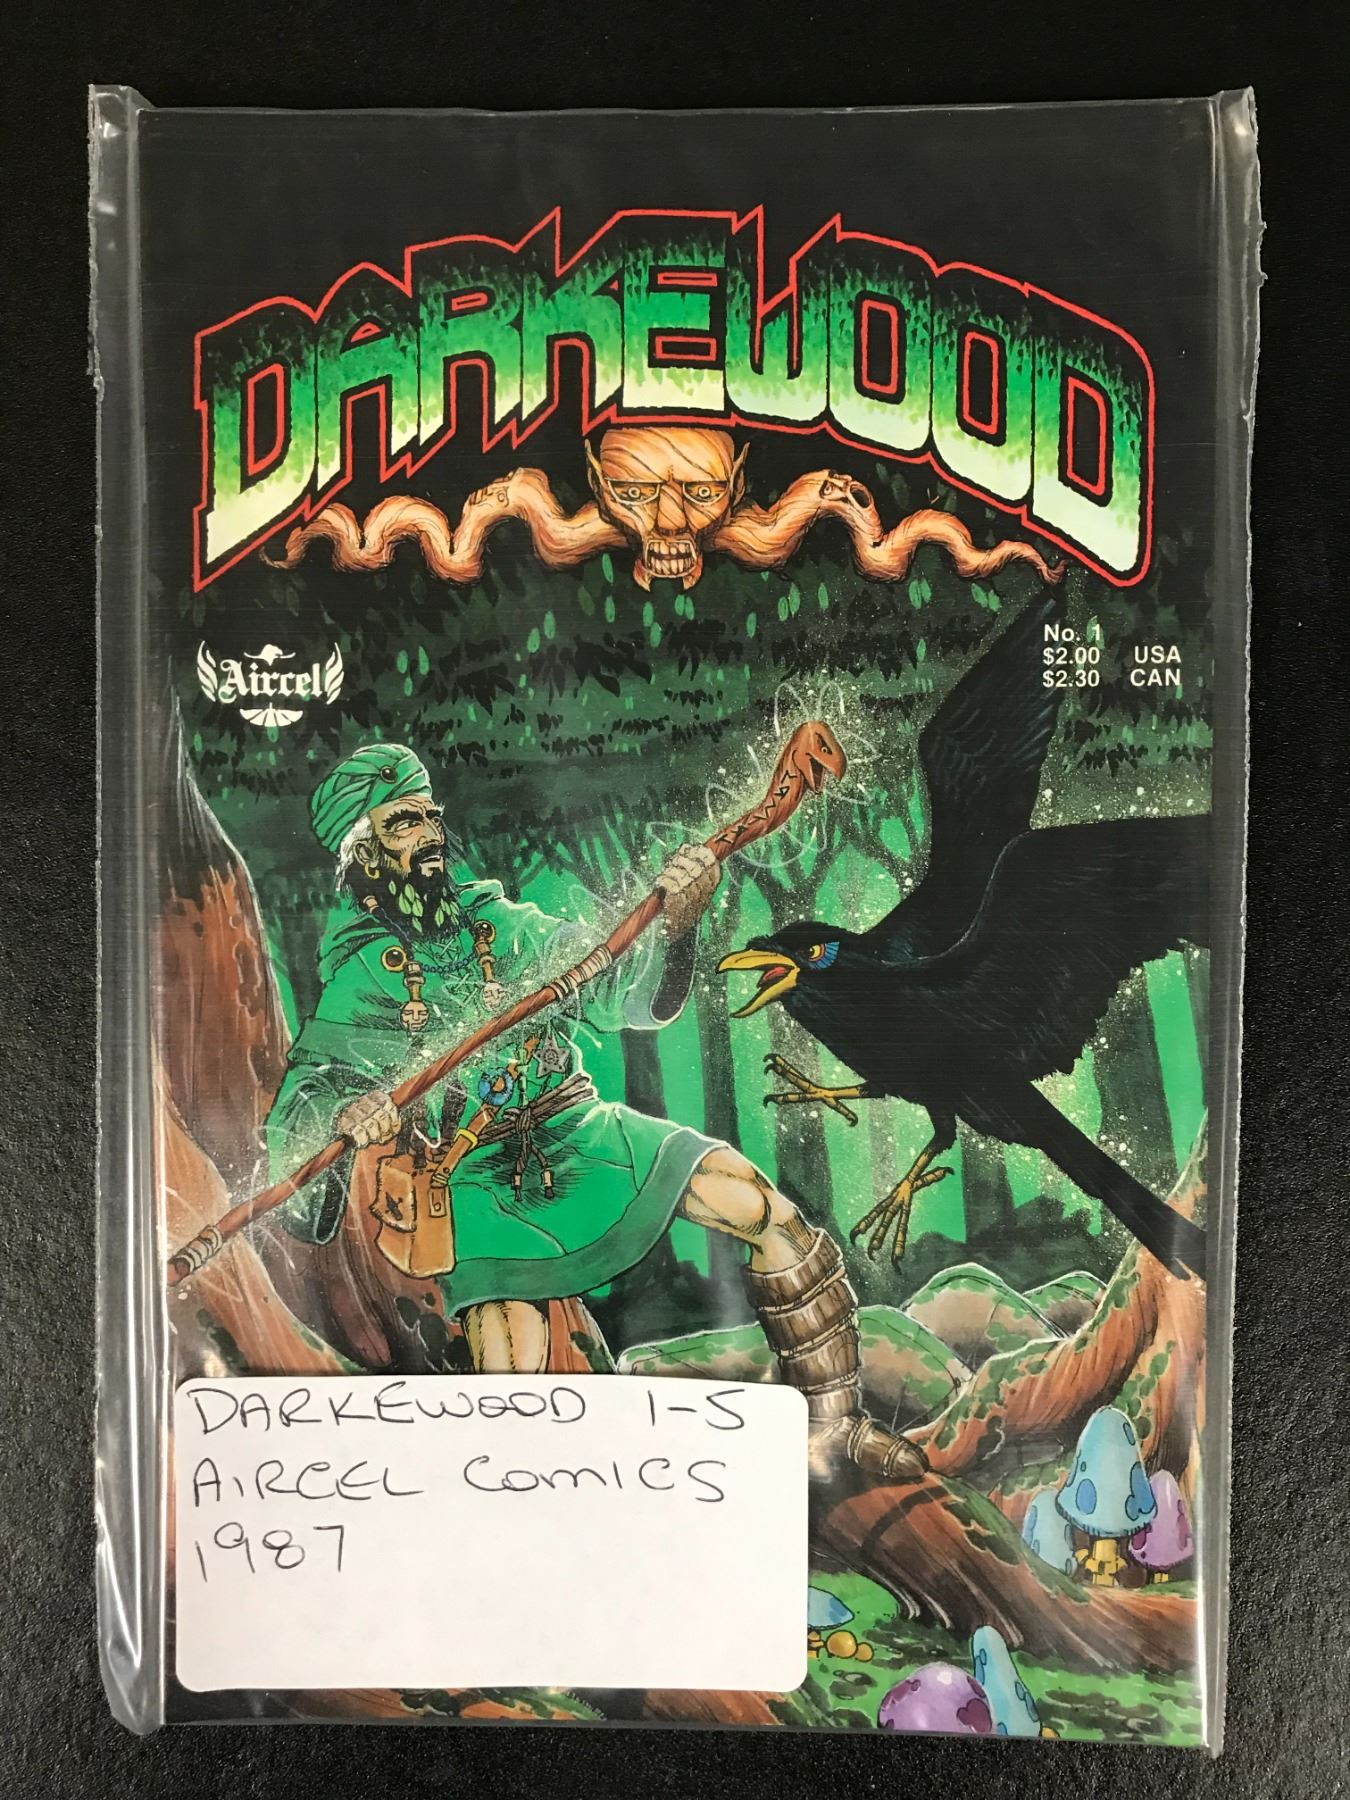 DARKEWOOD
Aircel
No. 1
$2.00 USA
$2.30 CAN
DARKEWOOD 1-5
AIRCEL COMICS
1987